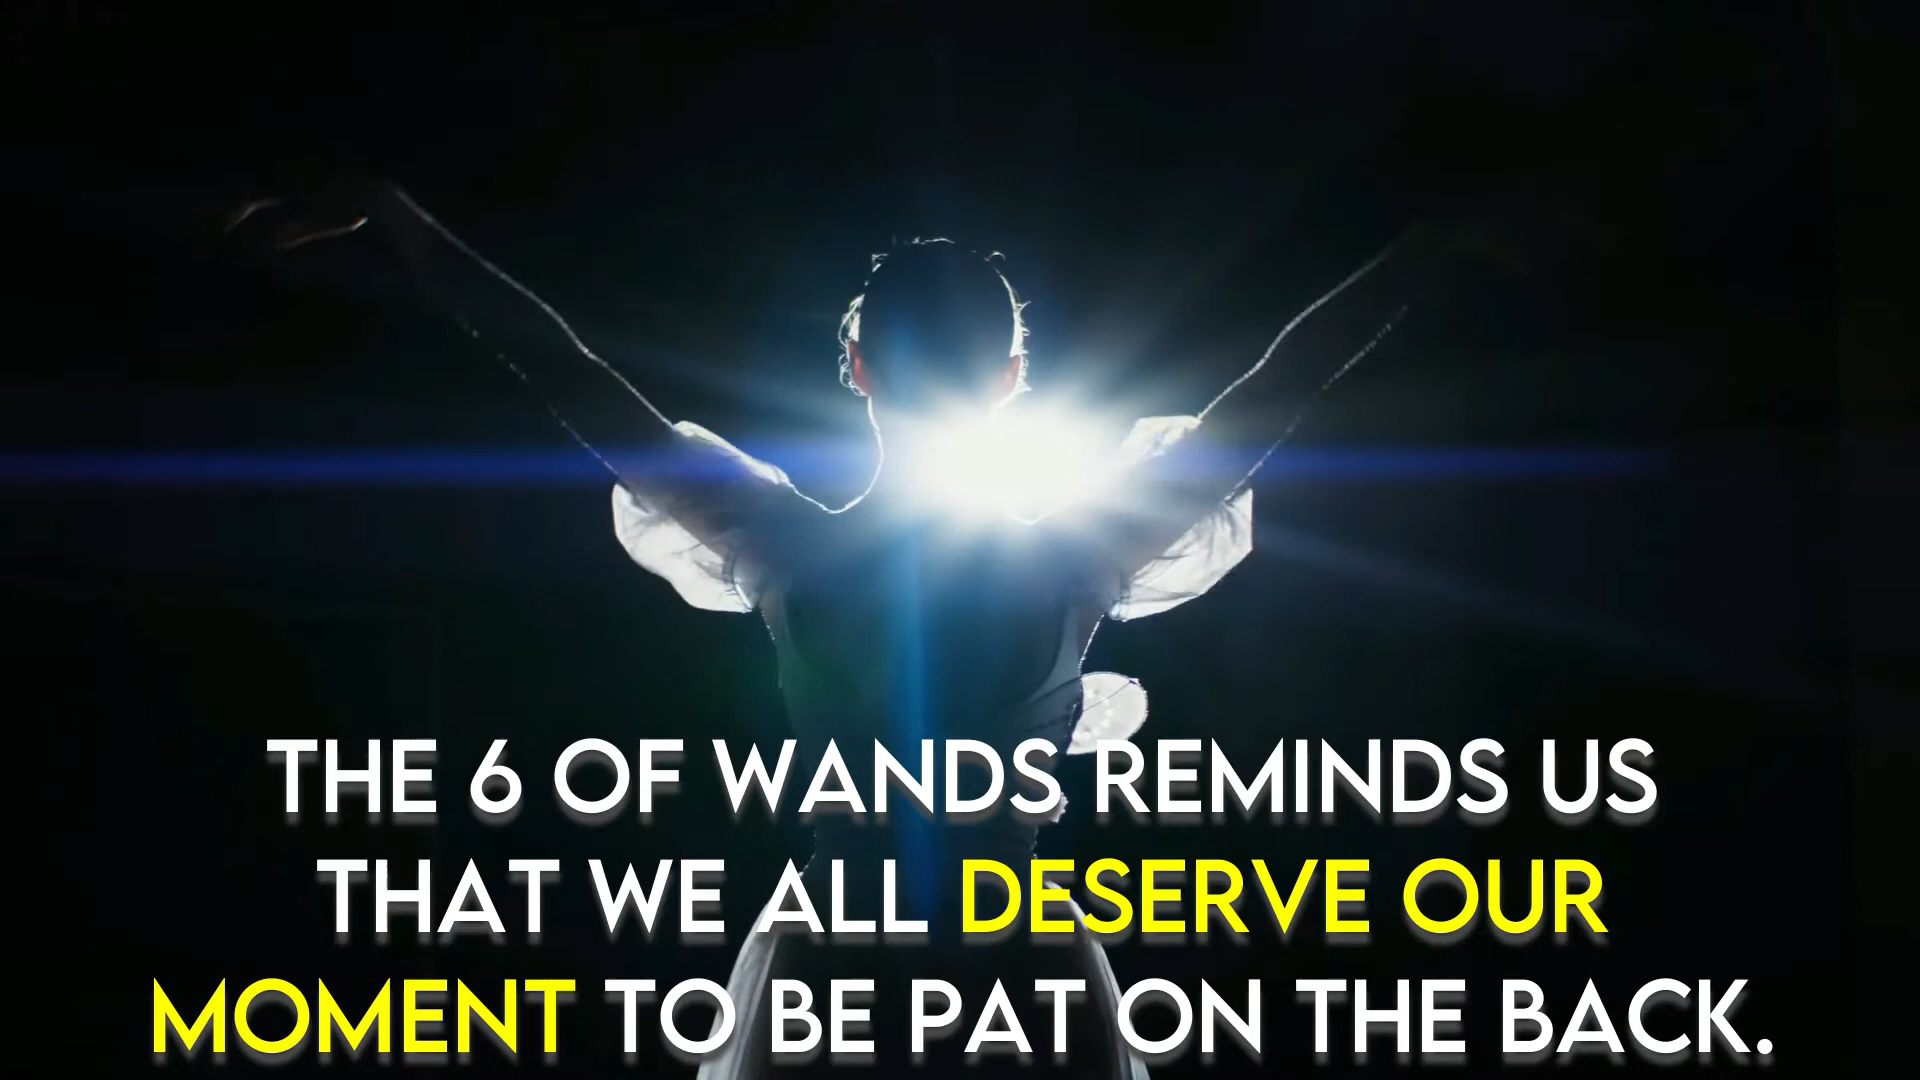 THE 6 OF WANDS REMINDS US
THAT WE ALL DESERVE OUR
MOMENT TO BE PAT ON THE BACK.